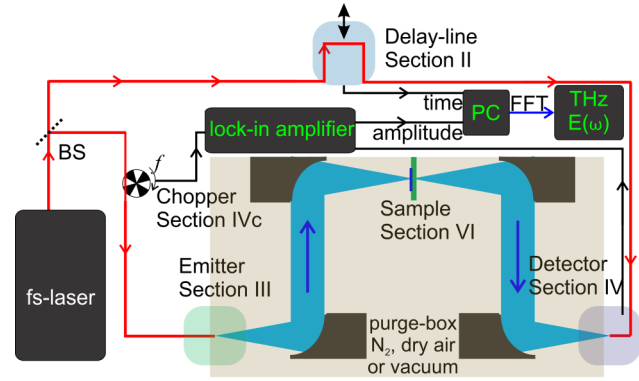 Delay-line
Section II
time
PC
FFT
THz
E(ω)
lock-in amplifier
amplitude
BS
f
Chopper
Section IVc
Sample
Section VI
fs-laser
Emitter
Section III
Detector
Section IV
purge-box
N₂, dry air
or vacuum